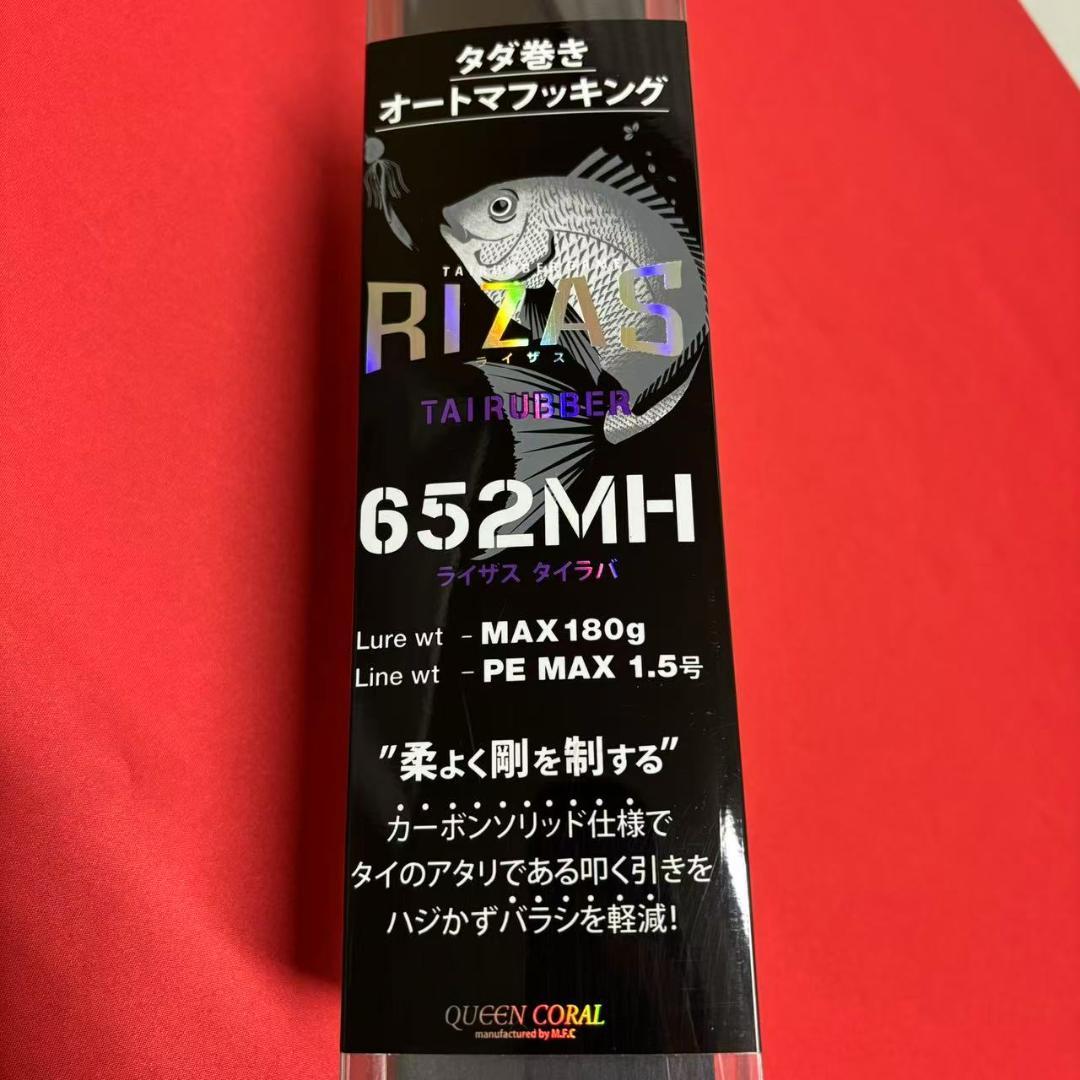 タダ巻き
オートマフッキング
TAIRUBBER GAME
RIZAS
ライザス
TAIRUBBER
652MH
ライザス タイラバ
Lure wt - MAX 180g
Line wt - PE MAX 1.5号
"柔よく剛を制する"
カーボンソリッド仕様で
タイのアタリである叩く引きを
ハジかずバラシを軽減!
QUEEN CORAL
manufactured by M.F.C